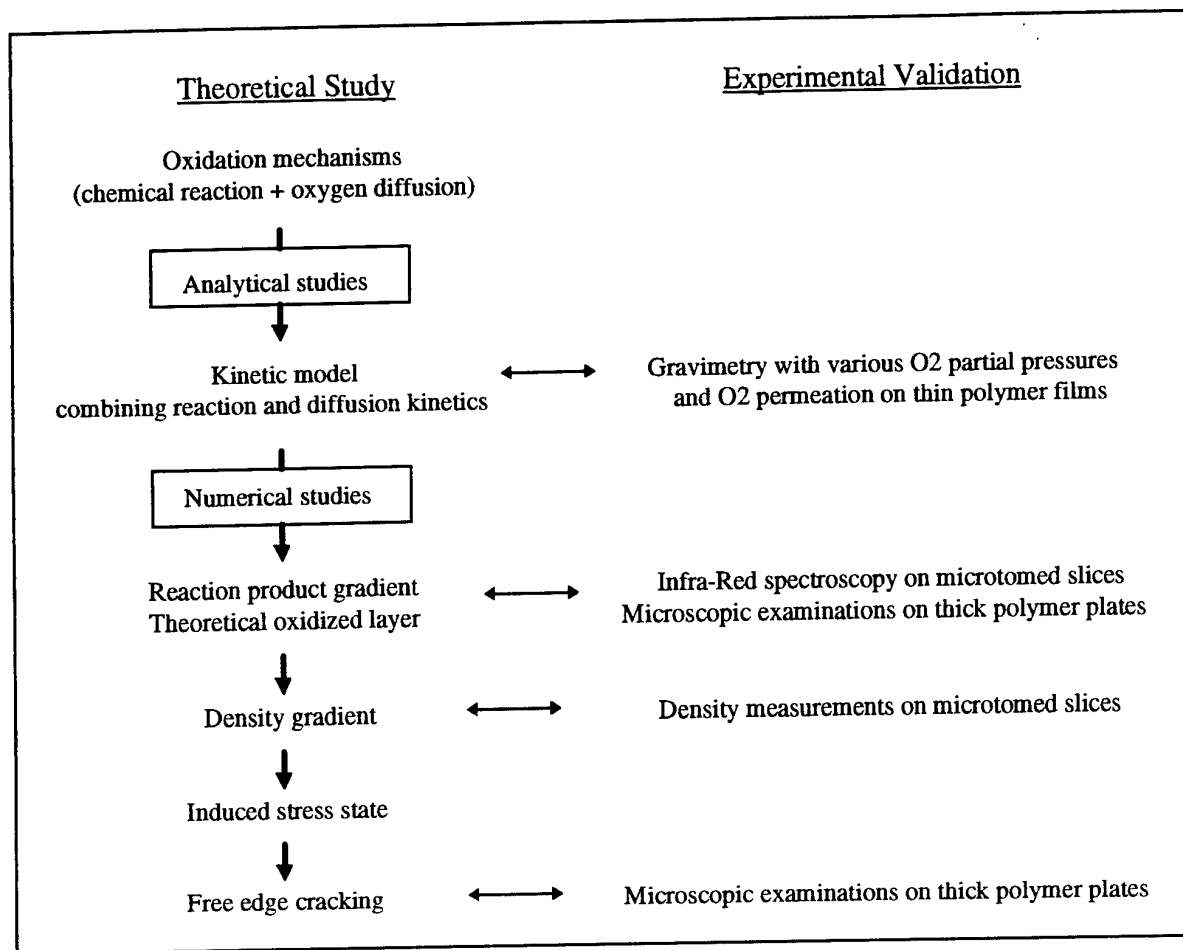 Theoretical Study
Experimental Validation
Oxidation mechanisms
(chemical reaction + oxygen diffusion)
Analytical studies
Kinetic model
combining reaction and diffusion kinetics
Gravimetry with various O2 partial pressures
and O2 permeation on thin polymer films
Numerical studies
Reaction product gradient
Theoretical oxidized layer
Infra-Red spectroscopy on microtomed slices
Microscopic examinations on thick polymer plates
Density gradient
Density measurements on microtomed slices
Induced stress state
Free edge cracking
Microscopic examinations on thick polymer plates